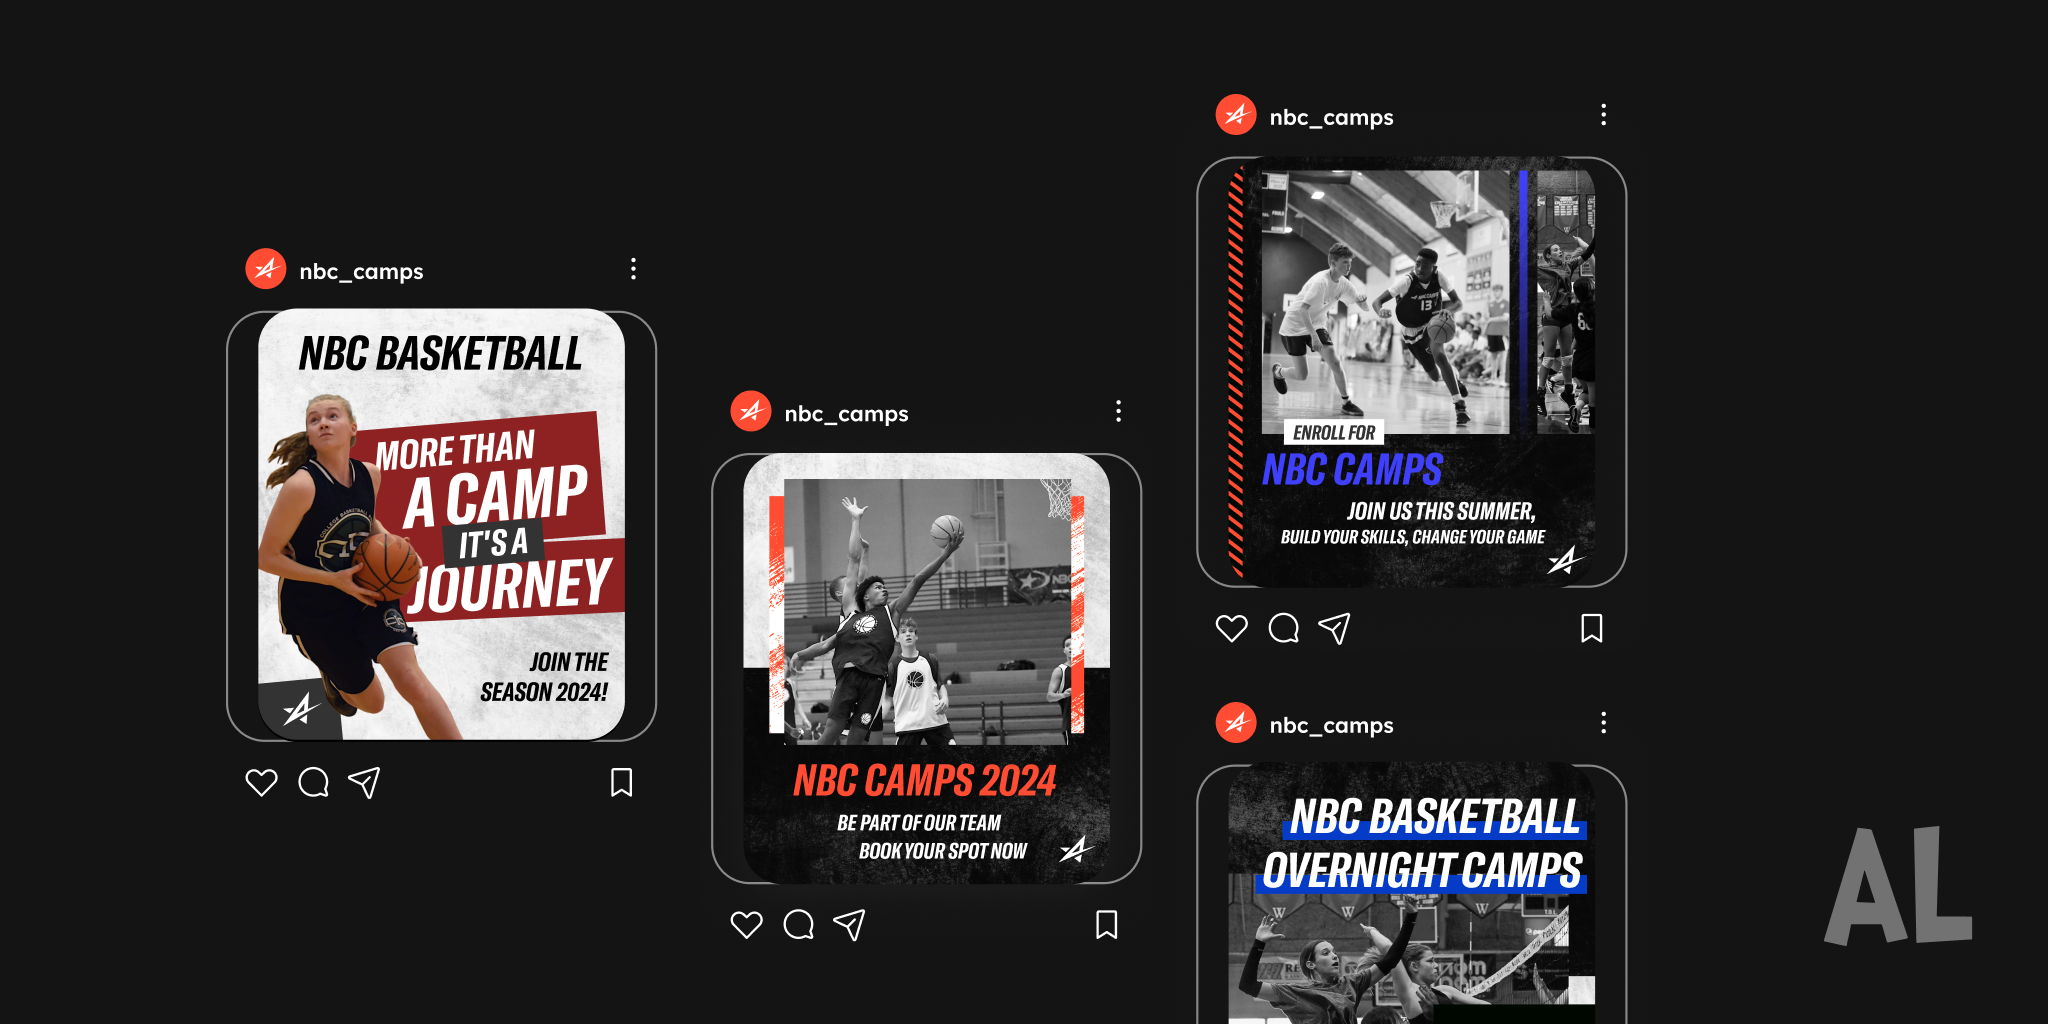 nbc_camps
NBC BASKETBALL
MORE THAN
A CAMP
IT'S A
JOURNEY
JOIN THE
SEASON 2024!
nbc_camps
NBC CAMPS 2024
BE PART OF OUR TEAM
BOOK YOUR SPOT NOW
nbc_camps
13
ENROLL FOR
NBC CAMPS
JOIN US THIS SUMMER,
BUILD YOUR SKILLS, CHANGE YOUR GAME
nbc_camps
NBC BASKETBALL
OVERNIGHT CAMPS
W
W
W
AL